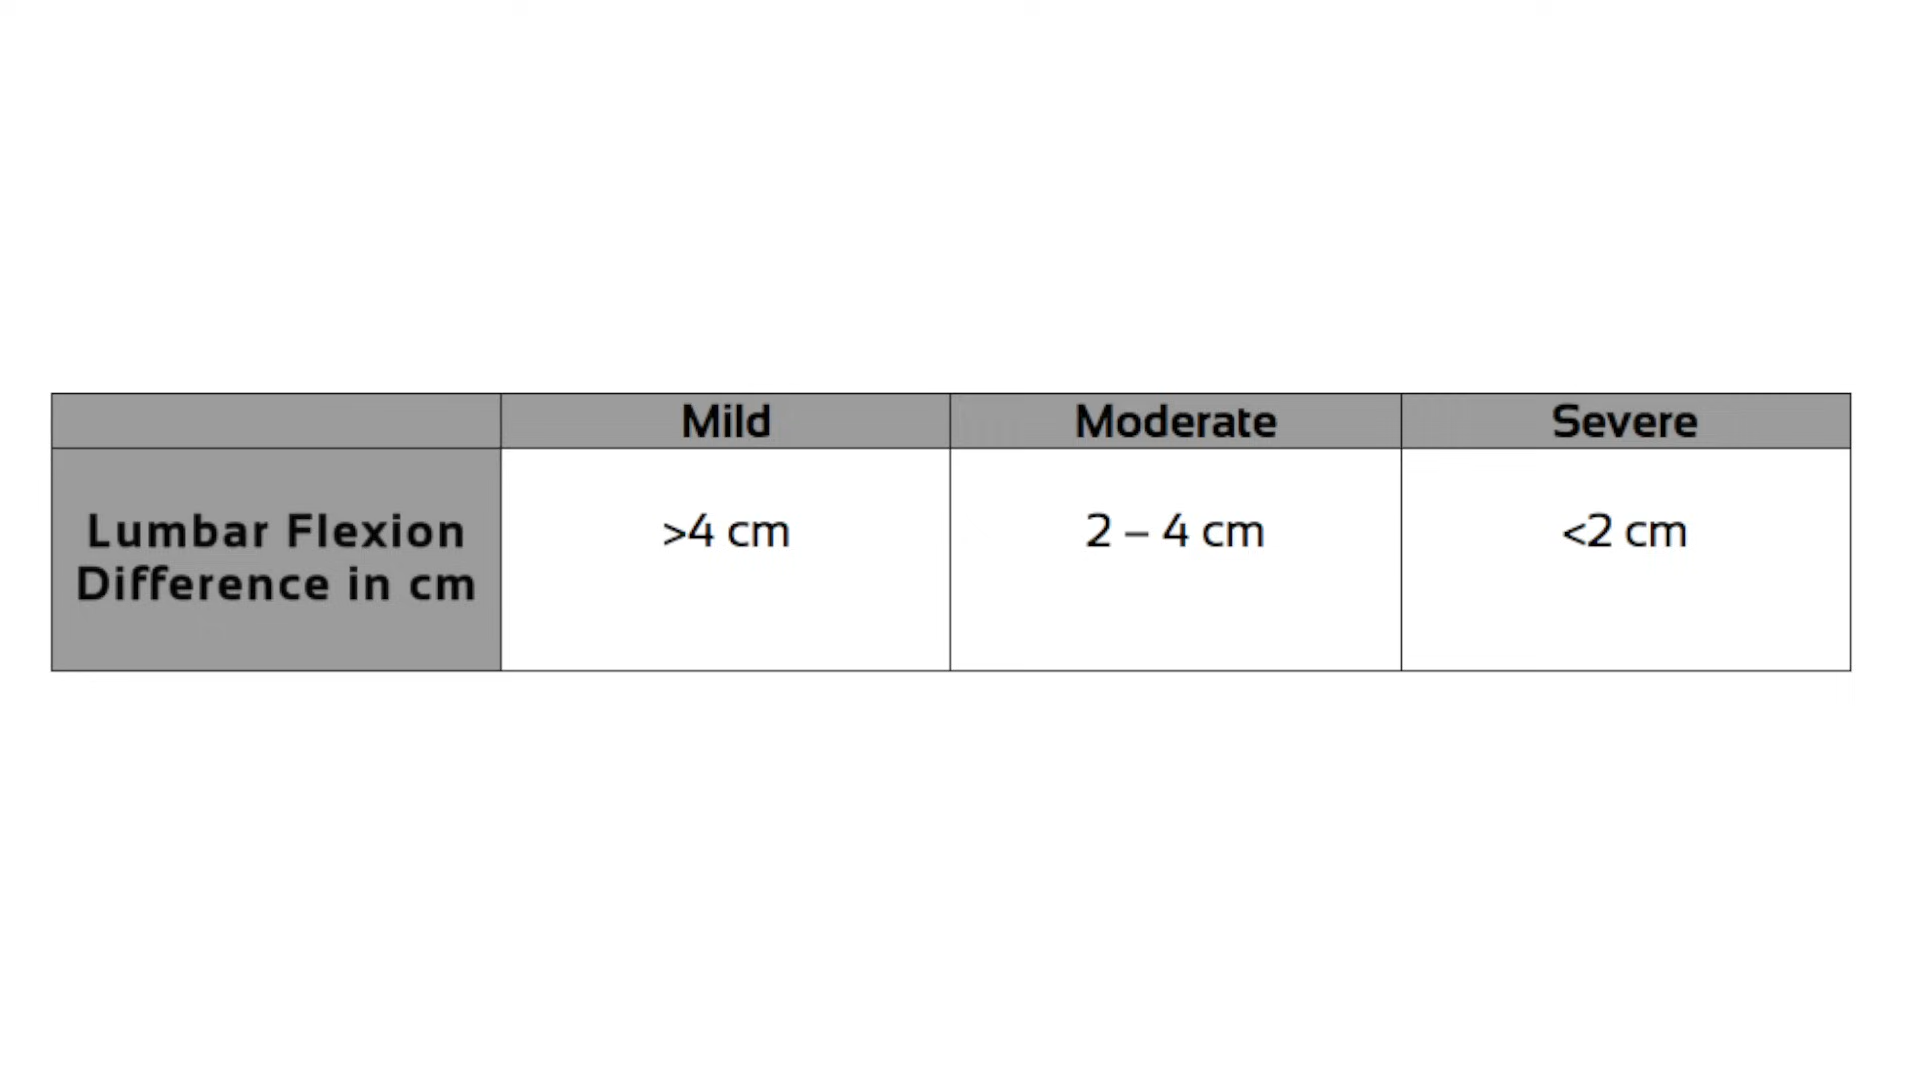 Mild Moderate Severe
Lumbar Flexion >4 cm 2 – 4 cm <2 cm
Difference in cm